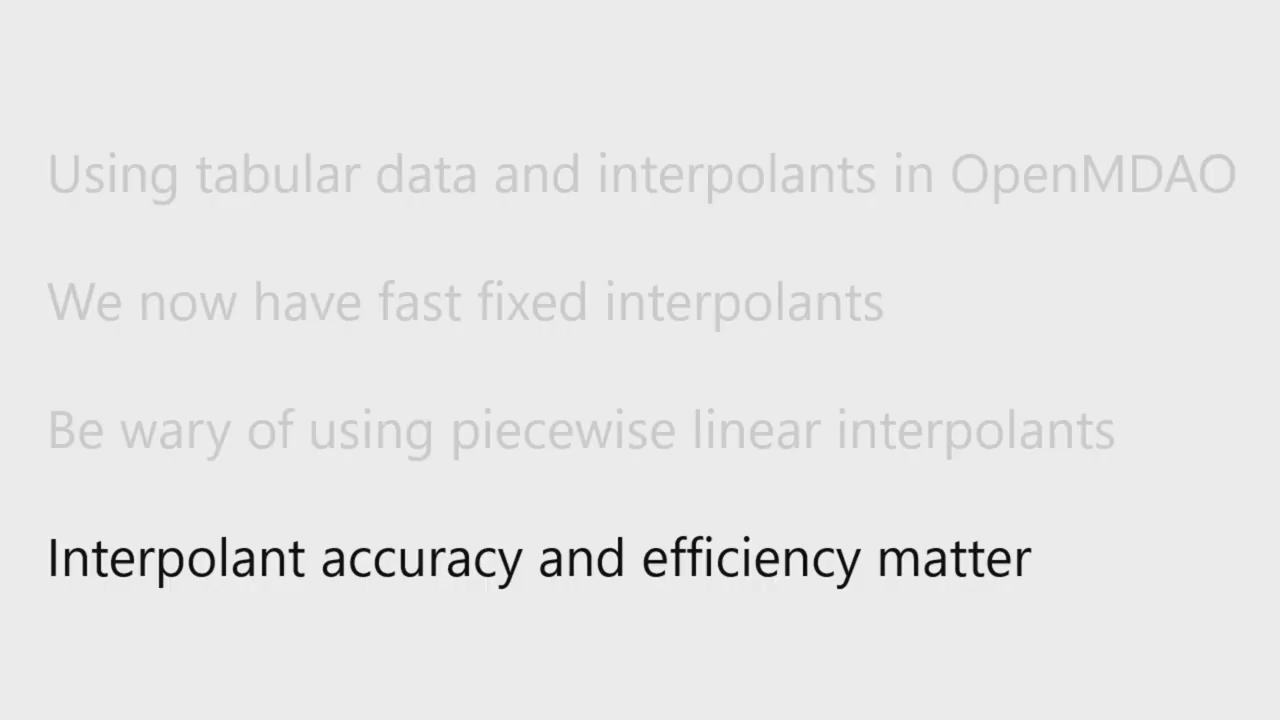 Using tabular data and interpolants in OpenMDAO
We now have fast fixed interpolants
Be wary of using piecewise linear interpolants
Interpolant accuracy and efficiency matter